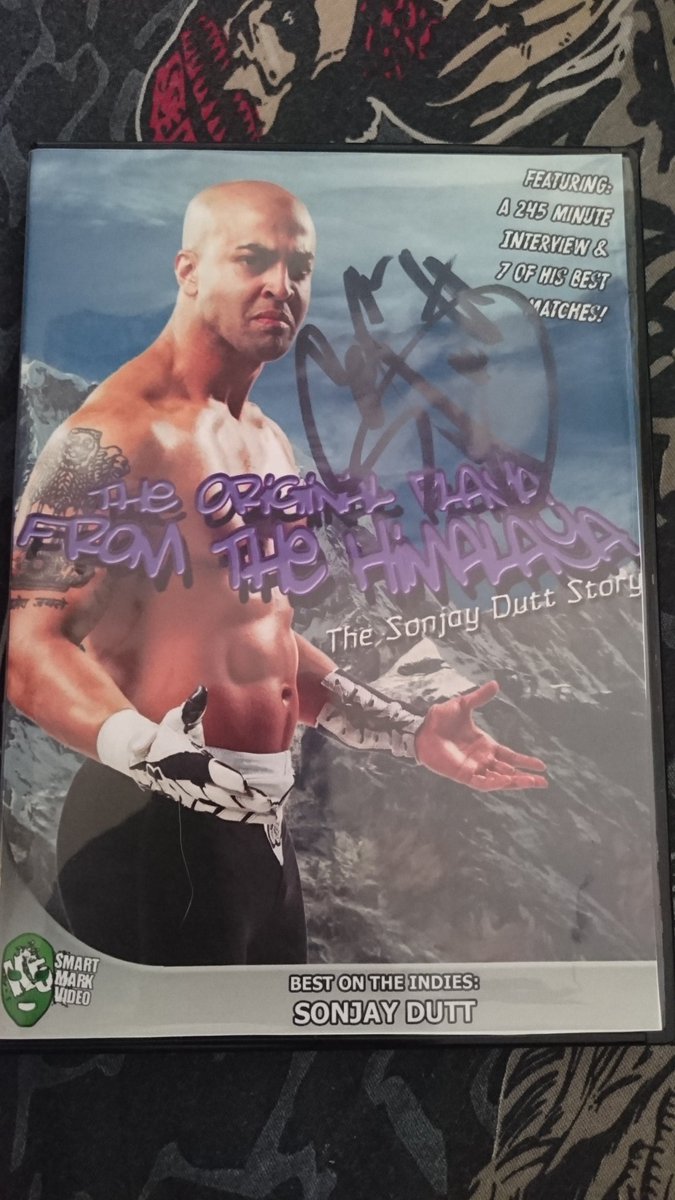 FEATURING:
A 245 MINUTE
INTERVIEW &
7 OF HIS BEST
MATCHES!
THE ORIGINAL PLAYA
FROM THE HIMALAYA
The Sonjay Dutt Story
SMART
MARK
VIDEO
BEST ON THE INDIES:
SONJAY DUTT